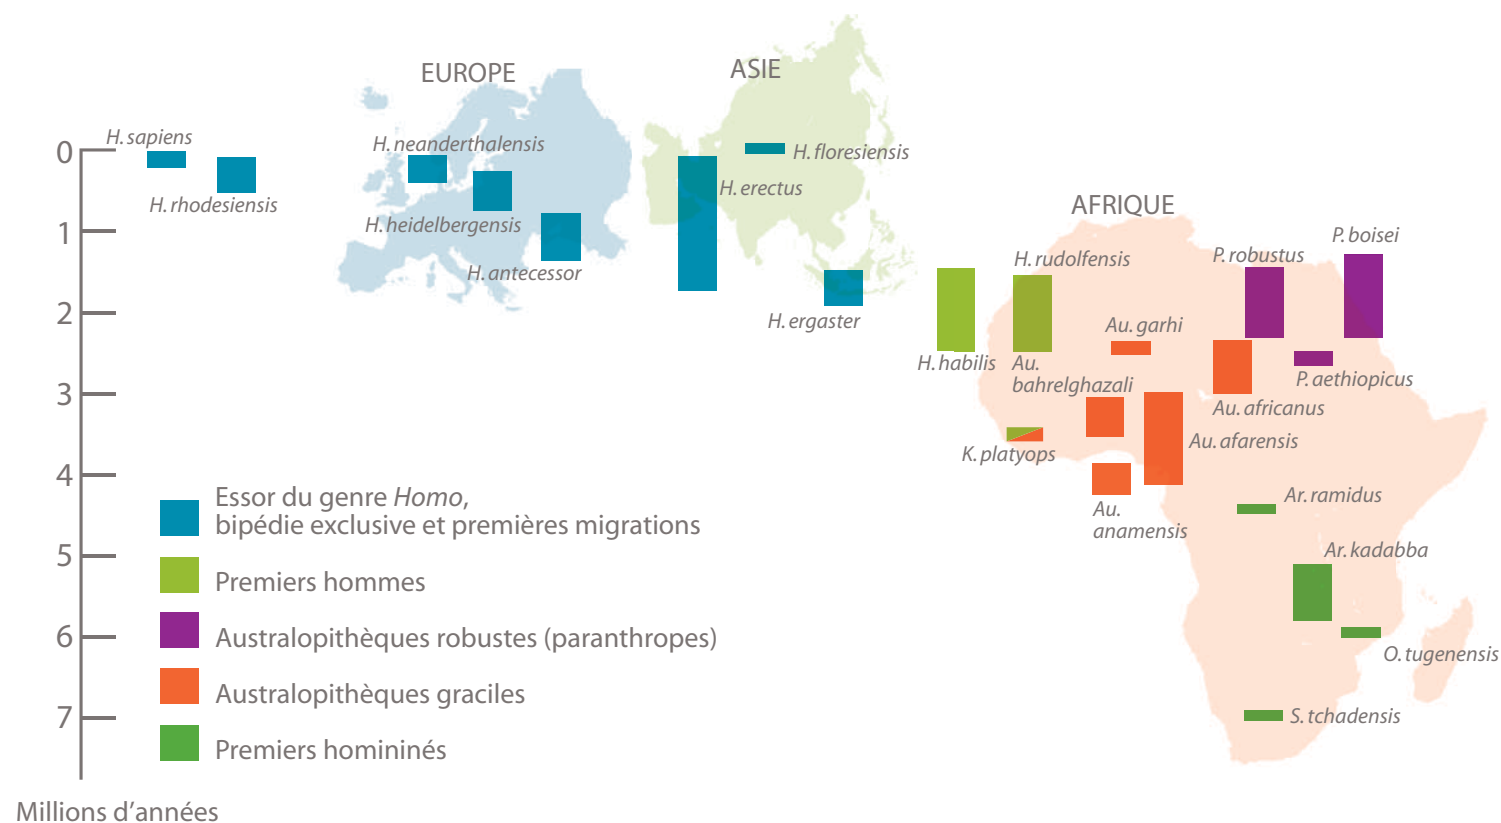 EUROPE
ASIE
H. sapiens
H. neanderthalensis
H. floresiensis
0
H. erectus
H. rhodesiensis
AFRIQUE
H. heidelbergensis
1
P. boisei
H. antecessor
H. rudolfensis
P. robustus
2
H. ergaster
Au. garhi
H. habilis
Au.
bahrelghazali
P. aethiopicus
3
Au. africanus
Au. afarensis
K. platyops
4
Essor du genre Homo,
bipédie exclusive et premières migrations
Ar. ramidus
Au.
anamensis
5
Ar. kadabba
Premiers hommes
6
Australopithèques robustes (paranthropes)
O. tugenensis
Australopithèques graciles
7
S. tchadensis
Premiers homininés
Millions d'années